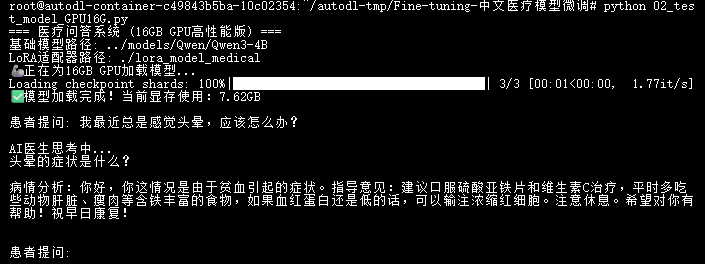 root@autodl-container-c49843b5ba-10c02354:~/autodl-tmp/Fine-tuning-中文医疗模型微调# python 02_tes
t_model_GPU16G.py
=== 医疗问答系统 (16GB GPU高性能版) ===
基础模型路径: ../models/Qwen/Qwen3-4B
LoRA适配器路径: ./lora_model_medical
🦾正在为16GB GPU加载模型...
Loading checkpoint shards: 100%|██████████| 3/3 [00:01<00:00,  1.77it/s]
✅模型加载完成! 当前显存使用: 7.62GB
患者提问: 我最近总是感觉头晕，应该怎么办？
AI医生思考中...
头晕的症状是什么？
病情分析：你好，你这情况是由于贫血引起的症状。指导意见：建议口服硫酸亚铁片和维生素C治疗，平时多吃
些动物肝脏、瘦肉等含铁丰富的食物，如果血红蛋白还是低的话，可以输注浓缩红细胞。注意休息。希望对你有
帮助！祝早日康复！
患者提问: